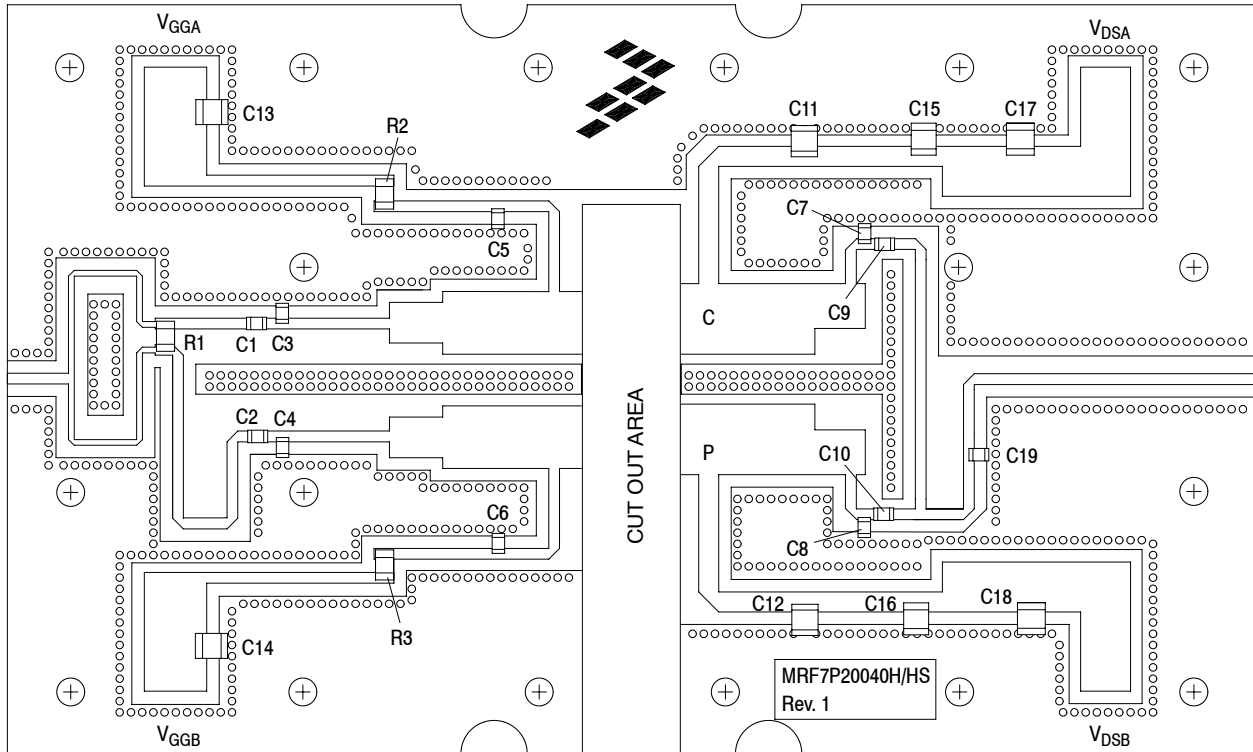 VGGA
VDSA
C13
R2
C11
C15
C17
C5
C7
C9
R1
C1
C3
C
C2
C4
CUT OUT AREA
P
C10
C19
C6
C8
R3
C14
C12
C16
C18
MRF7P20040H/HS
Rev. 1
VGGB
VDSB